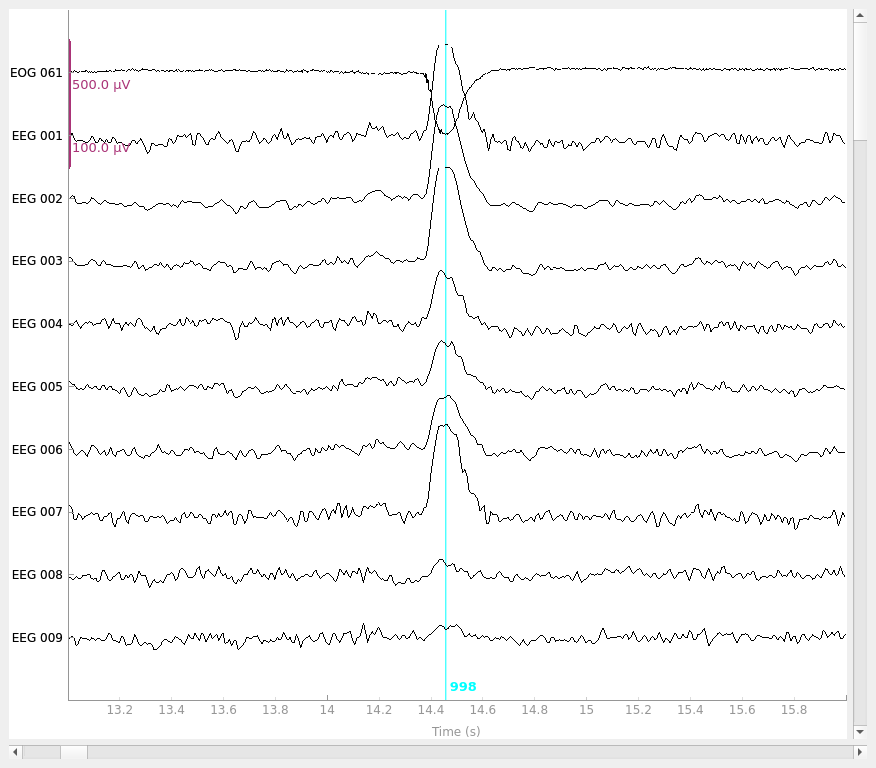 EOG 061
500.0 µV
EEG 001
100.0 µV
EEG 002
EEG 003
EEG 004
EEG 005
EEG 006
EEG 007
EEG 008
EEG 009
998
13.2 13.4 13.6 13.8 14 14.2 14.4 14.6 14.8 15 15.2 15.4 15.6 15.8
Time (s)